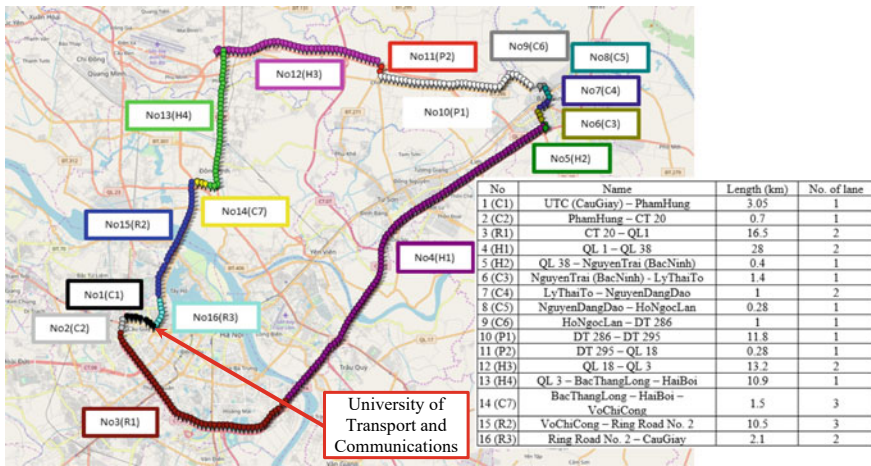 No9(C6)
No8(C5)
No11(P2)
No7(C4)
No12(H3)
No10(P1)
No6(C3)
No13(H4)
No5(H2)
No14(C7)
No15(R2)
No4(H1)
No1(C1)
No2(C2)
No16(R3)
No3(R1)
University of
Transport and
Communications
No Name Length (km) No. of lane
1 (C1) UTC (CauGiay) – PhamHung 3.05 1
2 (C2) PhamHung – CT 20 0.7 1
3 (R1) CT 20 – QL1 16.5 2
4 (H1) QL 1 – QL 38 28 2
5 (H2) QL 38 – NguyenTrai (BacNinh) 0.4 1
6 (C3) NguyenTrai (BacNinh) - LyThaiTo 1.4 1
7 (C4) LyThaiTo – NguyenDangDao 1 2
8 (C5) NguyenDangDao – HoNgocLan 0.28 1
9 (C6) HoNgocLan – DT 286 1 1
10 (P1) DT 286 – DT 295 11.8 1
11 (P2) DT 295 – QL 18 0.28 1
12 (H3) QL 18 – QL 3 13.2 2
13 (H4) QL 3 – BacThangLong – HaiBoi 10.9 1
14 (C7) BacThangLong – HaiBoi –
VoChiCong 1.5 3
15 (R2) VoChiCong – Ring Road No. 2 10.5 3
16 (R3) Ring Road No. 2 – CauGiay 2.1 2